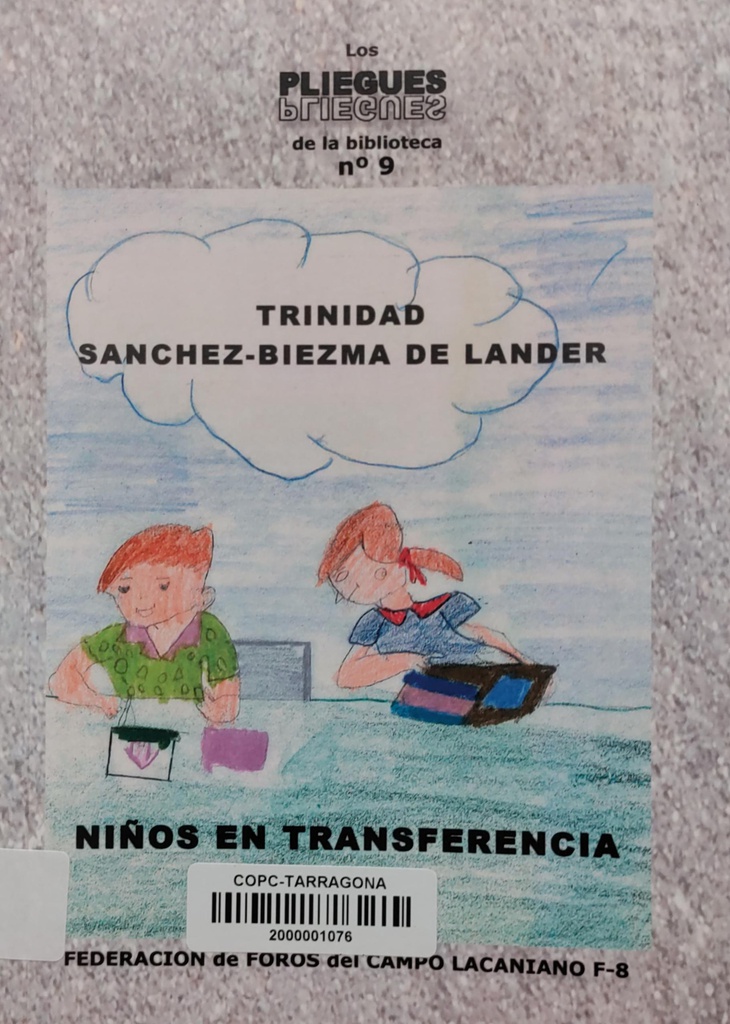 Los
PLIEGUES
PLIEGUES
de la biblioteca
nº 9
TRINIDAD
SANCHEZ-BIEZMA DE LANDER
NIÑOS EN TRANSFERENCIA
COPC-TARRAGONA
2000001076
FEDERACION de FOROS del CAMPO LACANIANO F-8